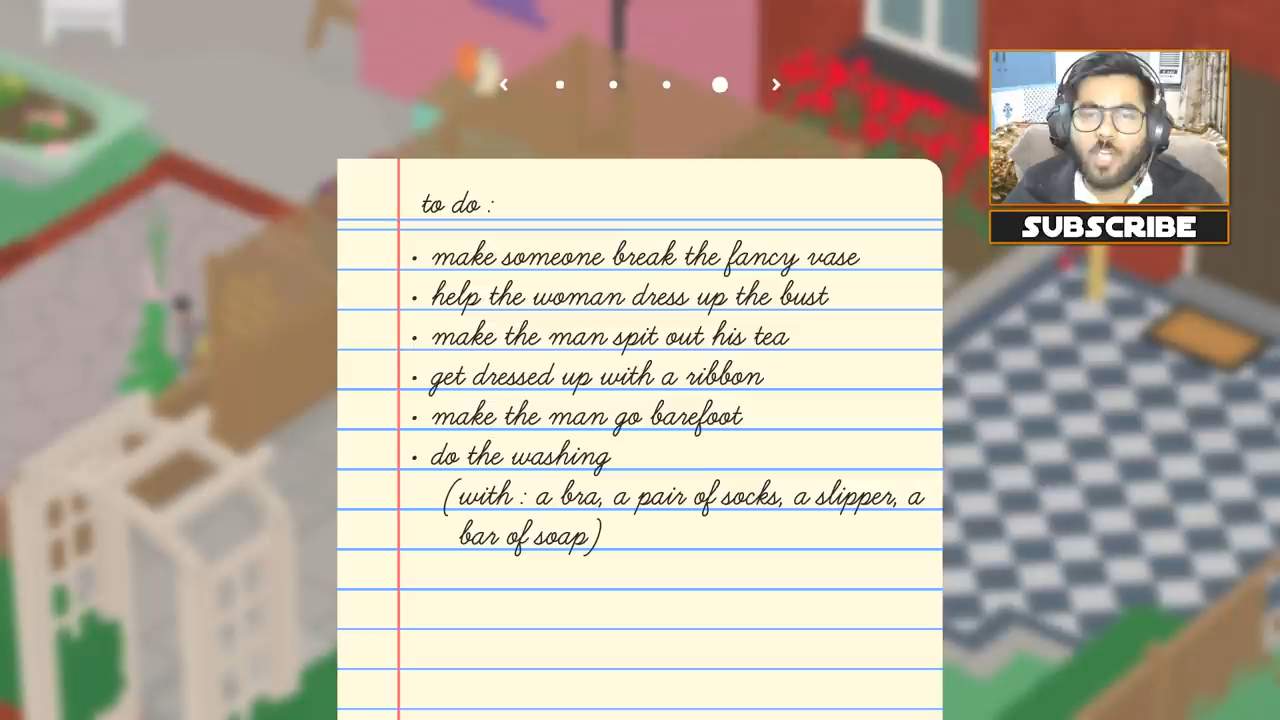 to do :
• make someone break the fancy vase
• help the woman dress up the bust
• make the man spit out his tea
• get dressed up with a ribbon
• make the man go barefoot
• do the washing
(with : a bra, a pair of socks, a slipper, a
bar of soap)
SUBSCRIBE